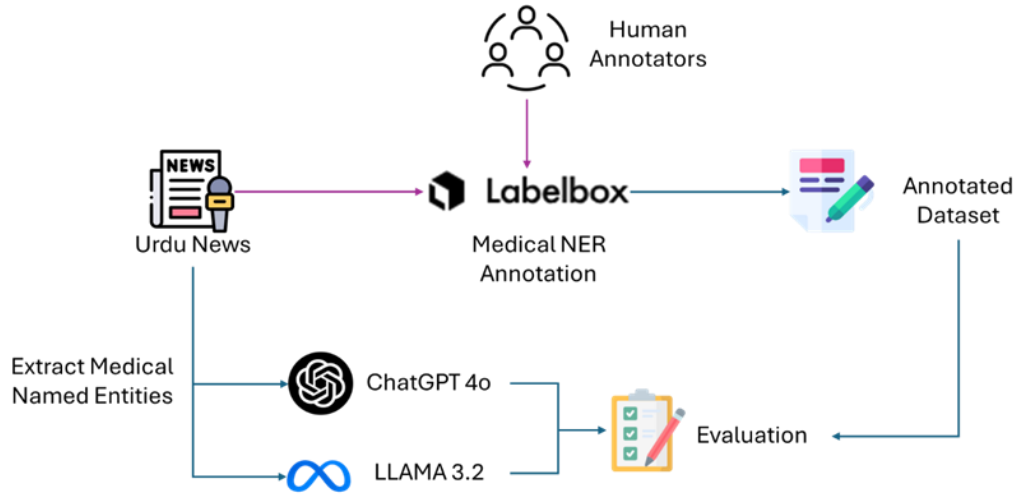 Human
Annotators
NEWS
Urdu News
Labelbox
Medical NER
Annotation
Annotated
Dataset
Extract Medical
Named Entities
ChatGPT 4o
LLAMA 3.2
Evaluation